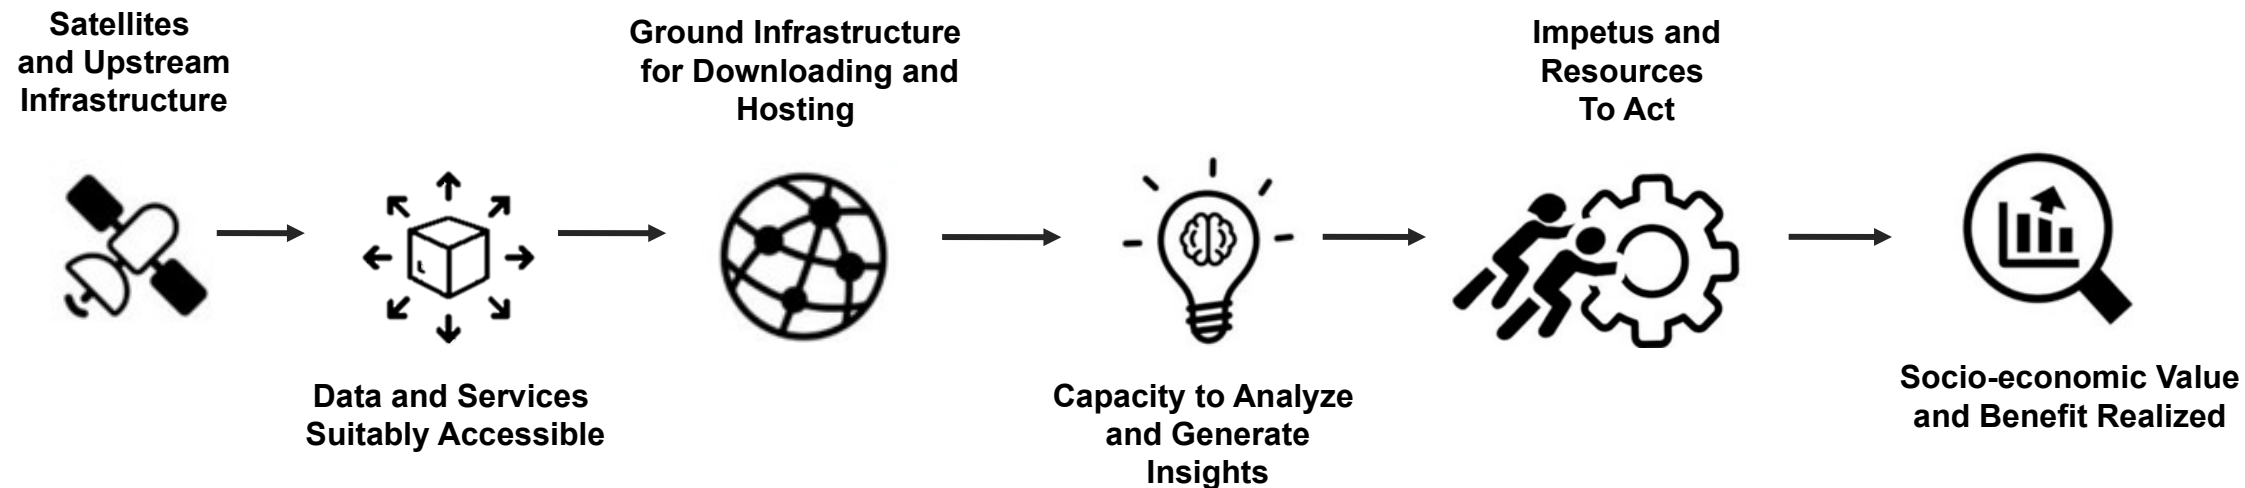 Satellites
and Upstream
Infrastructure
Data and Services
Suitably Accessible
Ground Infrastructure
for Downloading and
Hosting
Capacity to Analyze
and Generate
Insights
Impetus and
Resources
To Act
Socio-economic Value
and Benefit Realized